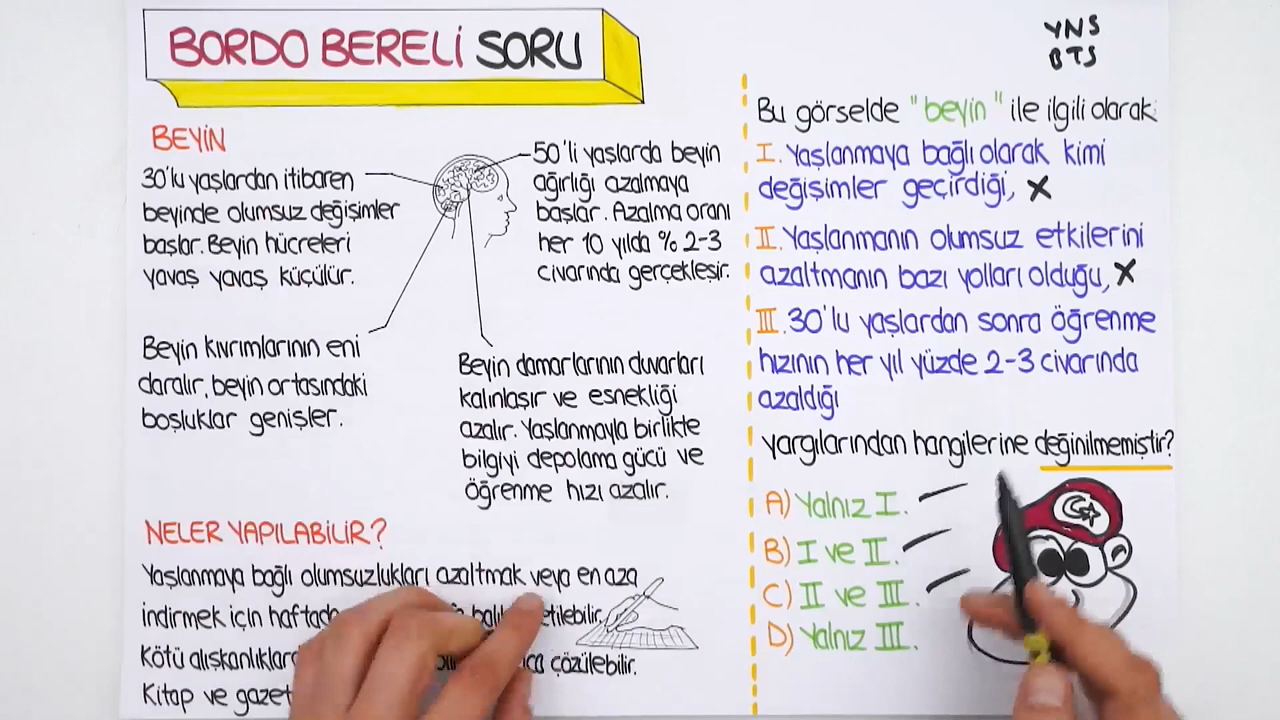 BORDO BERELİ SORU
YNS
BTS
BEYİN
30'lu yaşlardan itibaren
beyinde olumsuz değişimler
başlar. Beyin hücreleri
yavaş yavaş küçülür.
50'li yaşlarda beyin
ağırlığı azalmaya
başlar. Azalma oranı
her 10 yılda % 2-3
civarında gerçekleşir.
Beyin kıvrımlarının eni
daralır, beyin ortasındaki
boşluklar genişler.
Beyin damarlarının duvarları
kalınlaşır ve esnekliği
azalır. Yaşlanmayla birlikte
bilgiyi depolama gücü ve
öğrenme hızı azalır.
NELER YAPILABİLİR?
Yaşlanmaya bağlı olumsuzlukları azaltmak veya en aza
indirmek için
Kötü çözülebilir.
Kitap ve
Bu görselde "beyin" ile ilgili olarak:
I. Yaşlanmaya bağlı olarak kimi
değişimler geçirdiği, X
II. Yaşlanmanın olumsuz etkilerini
azaltmanın bazı yolları olduğu, X
III. 30'lu yaşlardan sonra öğrenme
hızının her yıl yüzde 2-3 civarında
azaldığı
yargılarından hangilerine değinilmemiştir?
A) Yalnız I.
B) I ve II.
C) II ve III.
D) Yalnız III.